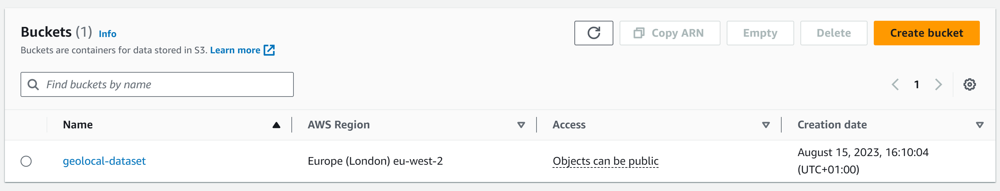 Buckets (1) Info
Buckets are containers for data stored in S3. Learn more
Copy ARN
Empty
Delete
Create bucket
Find buckets by name
1
Name
AWS Region
Access
Creation date
geolocal-dataset
Europe (London) eu-west-2
Objects can be public
August 15, 2023, 16:10:04
(UTC+01:00)